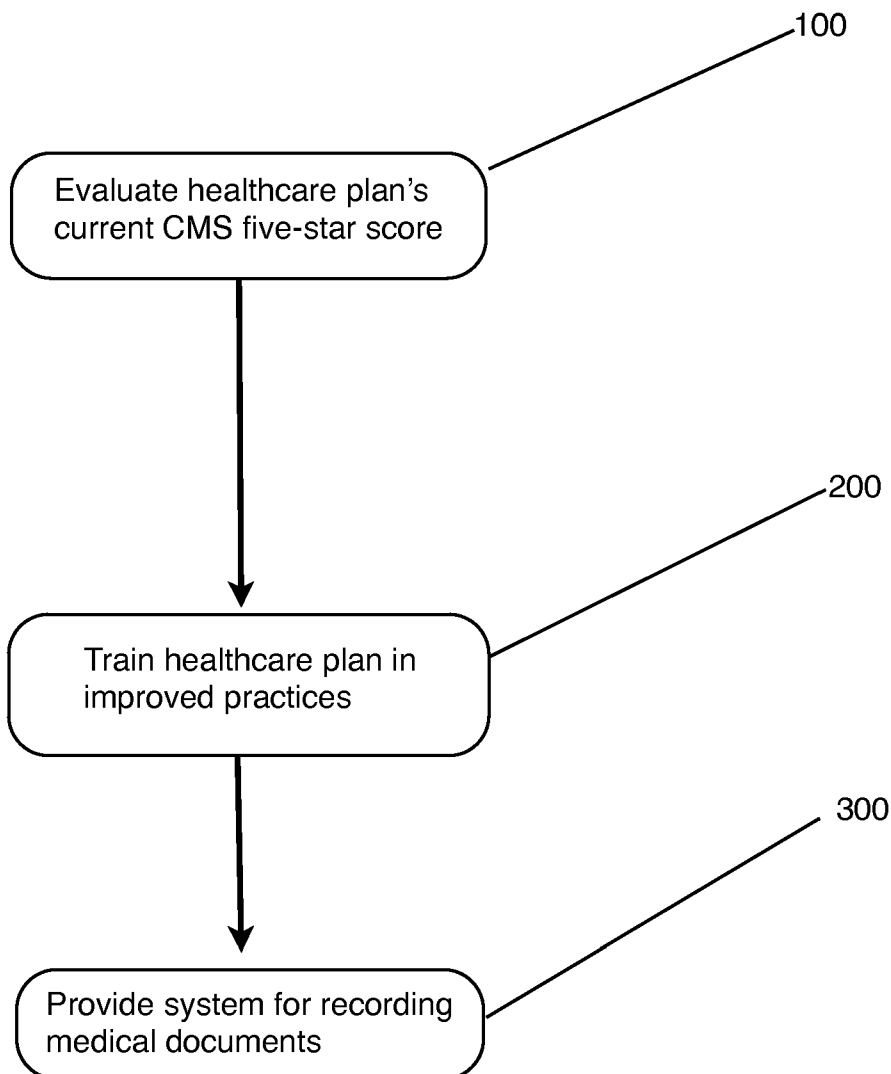 100
Evaluate healthcare plan’s
current CMS five-star score
200
Train healthcare plan in
improved practices
300
Provide system for recording
medical documents